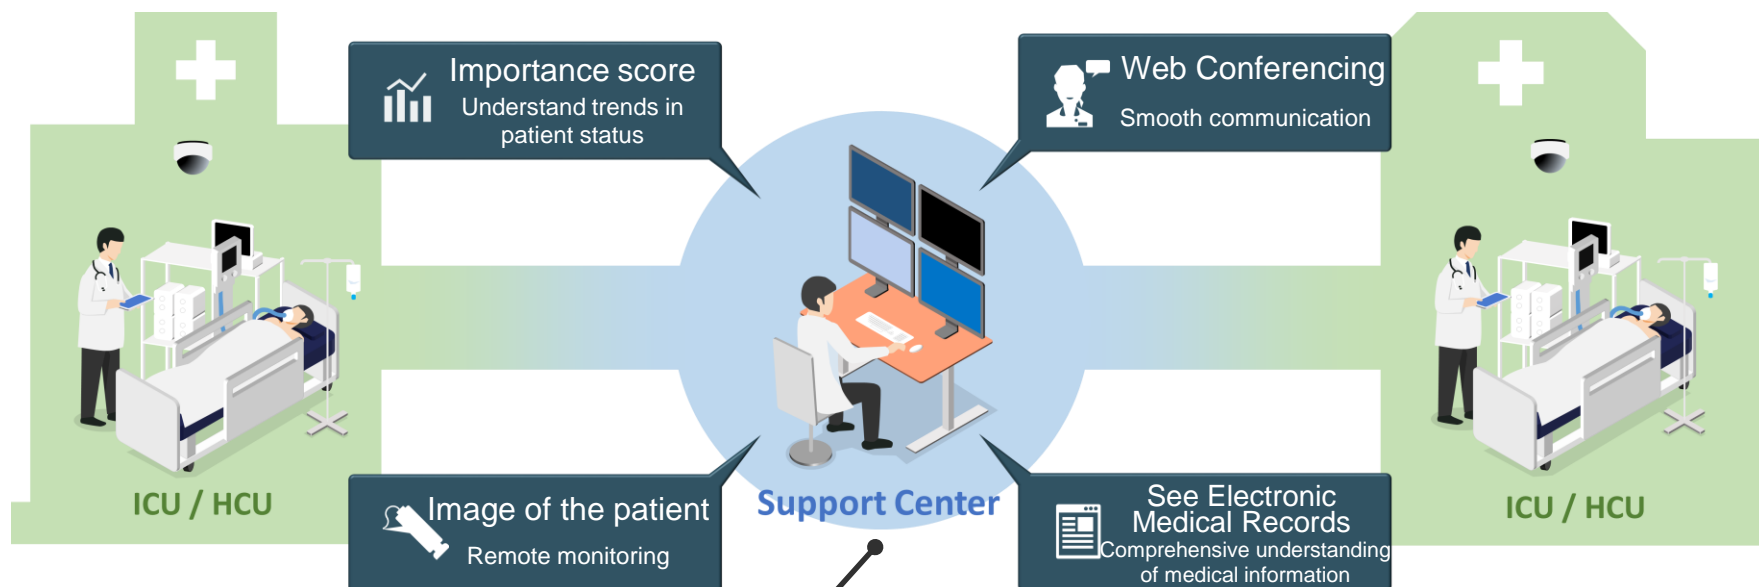 Importance score
Understand trends in
patient status
Web Conferencing
Smooth communication
ICU / HCU
Image of the patient
Remote monitoring
Support Center
See Electronic
Medical Records
Comprehensive understanding
of medical information
ICU / HCU